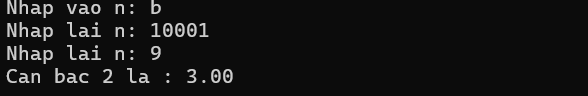 Nhap vao n: b
Nhap lai n: 10001
Nhap lai n: 9
Can bac 2 la : 3.00